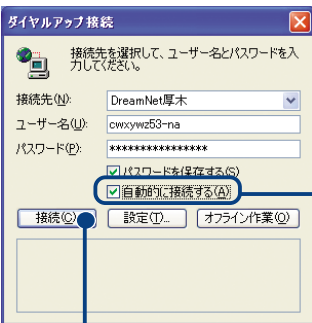 ダイヤルアップ接続
接続先を選択して、ユーザー名とパスワードを入
力してください。
接続先(N): DreamNet厚木
ユーザー名(U): cwxywz53-na
パスワード(P): ****************
パスワードを保存する(S)
自動的に接続する(A)
接続(C) 設定(T)... オフライン作業(O)